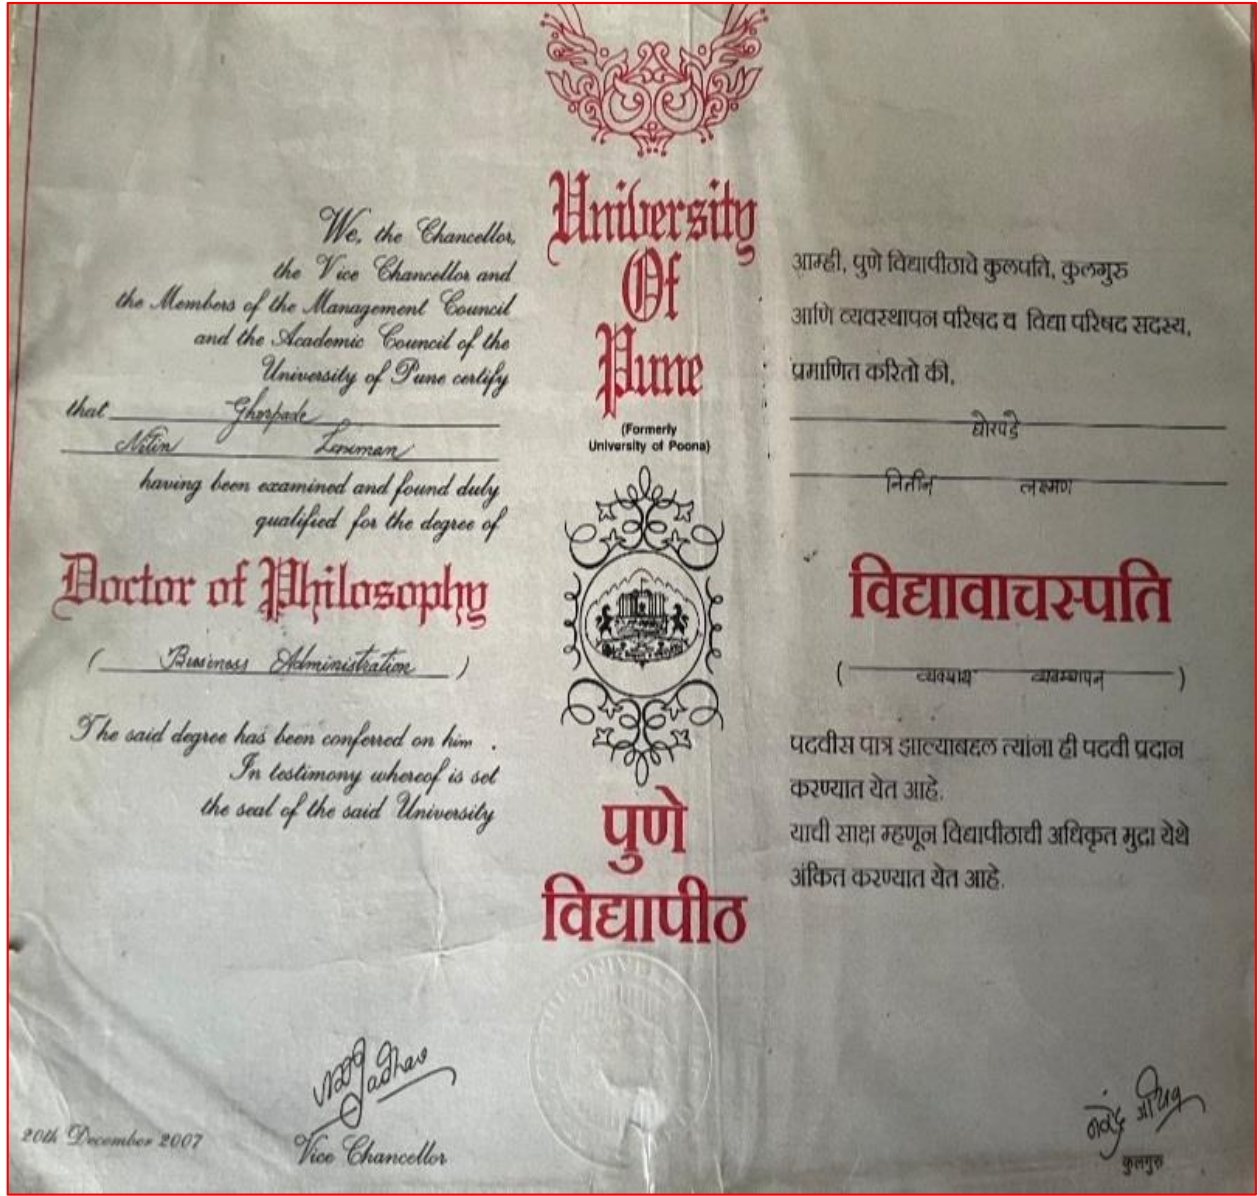 We, the Chancellor,
the Vice Chancellor and
the Members of the Management Council
and the Academic Council of the
University of Pune certify
that Ghorpade
Nitin Laxman
having been examined and found duly
qualified for the degree of
Doctor of Philosophy
( Business Administration )
The said degree has been conferred on him .
In testimony whereof is set
the seal of the said University
20th December 2007
Vice Chancellor
University
Of
Pune
(Formerly
University of Poona)
पुणे
विद्यापीठ
आम्ही, पुणे विद्यापीठाचे कुलपति, कुलगुरु
आणि व्यवस्थापन परिषद व विद्या परिषद सदस्य,
प्रमाणित करितो की,
घोरपडे
नितीन लक्ष्मण
विद्यावाचस्पति
( व्यवस्थापन )
पदवीस पात्र झाल्याबद्दल त्यांना ही पदवी प्रदान
करण्यात येत आहे.
याची साक्ष म्हणून विद्यापीठाची अधिकृत मुद्रा येथे
अंकित करण्यात येत आहे.
कुलगुरु